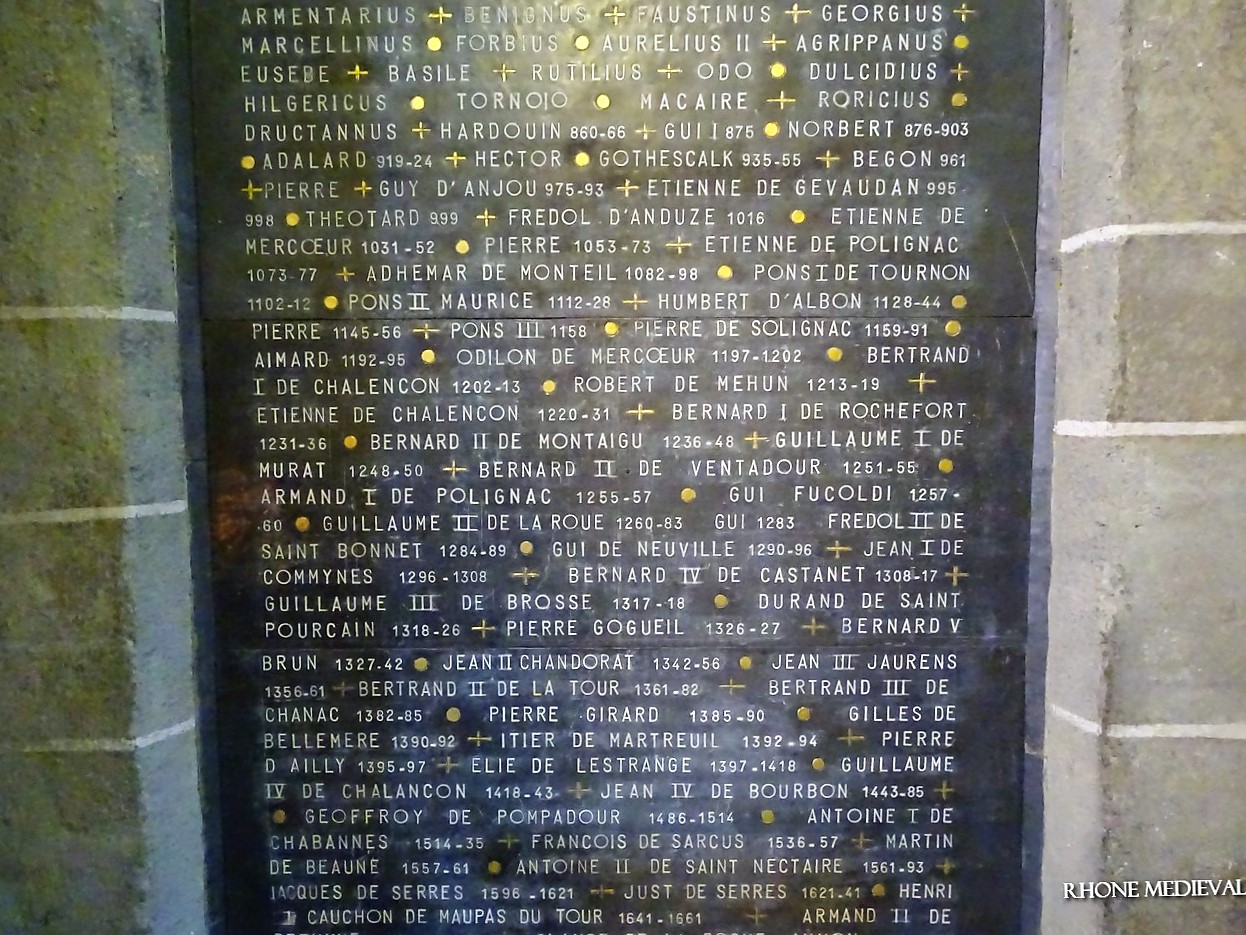 ARMENTARIUS + BENIGNUS + FAUSTINUS + GEORGIUS +
MARCELLINUS ● FORBIUS ● AURELIUS II + AGRIPPANUS ●
EUSEBE + BASILE + RUTILIUS + ODO ● DULCIDIUS +
HILGERICUS ● TORNOIO ● MACAIRE + RORICIUS ●
DRUCTANNUS + HARDOUIN 860-66 + GUI I 875 ● NORBERT 876-903
● ADALARD 919-24 + HECTOR ● GOTHESCALK 935-55 + BEGON 961
+ PIERRE + GUY D'ANJOU 975-93 + ETIENNE DE GEVAUDAN 995-
998 ● THEOTARD 999 + FREDOL D'ANDUZE 1016 ● ETIENNE DE
MERCŒUR 1031-52 ● PIERRE 1053-73 + ETIENNE DE POLIGNAC
1073-77 + ADHEMAR DE MONTEIL 1082-98 ● PONS I DE TOURNON
1102-12 ● PONS II MAURICE 1112-28 + HUMBERT D'ALBON 1128-44 ●
PIERRE 1145-56 + PONS III 1158 ● PIERRE DE SOLIGNAC 1159-91 ●
AIMARD 1192-95 ● ODILON DE MERCŒUR 1197-1202 ● BERTRAND
I DE CHALENCON 1202-13 ● ROBERT DE MEHUN 1213-19 +
ETIENNE DE CHALENCON 1220-31 + BERNARD I DE ROCHEFORT
1231-36 ● BERNARD II DE MONTAIGU 1236-48 + GUILLAUME I DE
MURAT 1248-50 + BERNARD II DE VENTADOUR 1251-55 ●
ARMAND I DE POLIGNAC 1255-57 ● GUI FUCOLDI 1257-
60 ● GUILLAUME II DE LA ROUE 1260-83 GUI 1283 FREDOL II DE
SAINT BONNET 1284-89 ● GUI DE NEUVILLE 1290-96 + JEAN I DE
COMMYNES 1296-1308 + BERNARD IV DE CASTANET 1308-17 +
GUILLAUME III DE BROSSE 1317-18 ● DURAND DE SAINT
POURCAIN 1318-26 + PIERRE GOGUEIL 1326-27 + BERNARD V
BRUN 1327-42 ● JEAN II CHANDORAT 1342-56 ● JEAN III JAURENS
1356-61 + BERTRAND II DE LA TOUR 1361-82 + BERTRAND III DE
CHANAC 1382-85 ● PIERRE GIRARD 1385-90 ● GILLES DE
BELLEMERE 1390-92 + ITIER DE MARTREUIL 1392-94 + PIERRE
D AILLY 1395-97 + ELIE DE LESTRANGE 1397-1418 ● GUILLAUME
IV DE CHALANCON 1418-43 + JEAN IV DE BOURBON 1443-85 +
● GEOFFROY DE POMPADOUR 1486-1514 ● ANTOINE I DE
CHABANNES 1514-35 + FRANCOIS DE SARCUS 1536-57 + MARTIN
DE BEAUNE 1557-61 ● ANTOINE II DE SAINT NECTAIRE 1561-93 +
JACQUES DE SERRES 1596-1621 + JUST DE SERRES 1621-41 ● HENRI
I CAUCHON DE MAUPAS DU TOUR 1641-1661 + ARMAND II DE
RHONE MEDIEVAL